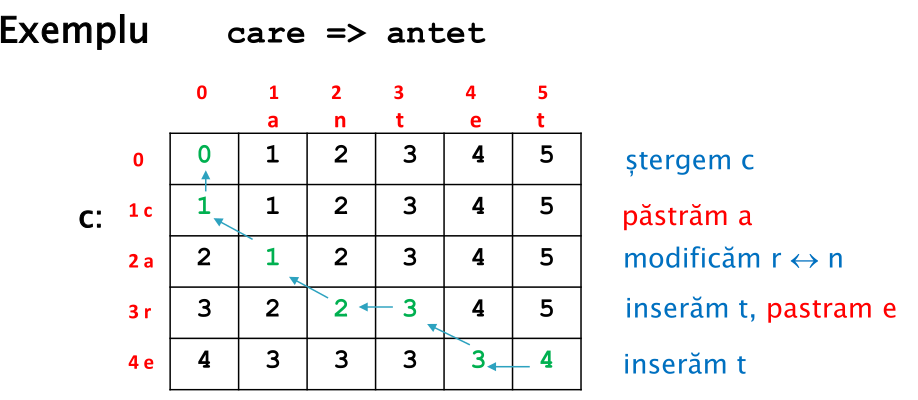 Exemplu care => antet
0 1 2 3 4 5
a n t e t
0 0 1 2 3 4 5 ștergem c
c: 1 c 1 1 2 3 4 5 păstrăm a
2 a 2 1 2 3 4 5 modificăm r ↔ n
3 r 3 2 2 3 4 5 inserăm t, pastram e
4 e 4 3 3 3 3 4 inserăm t